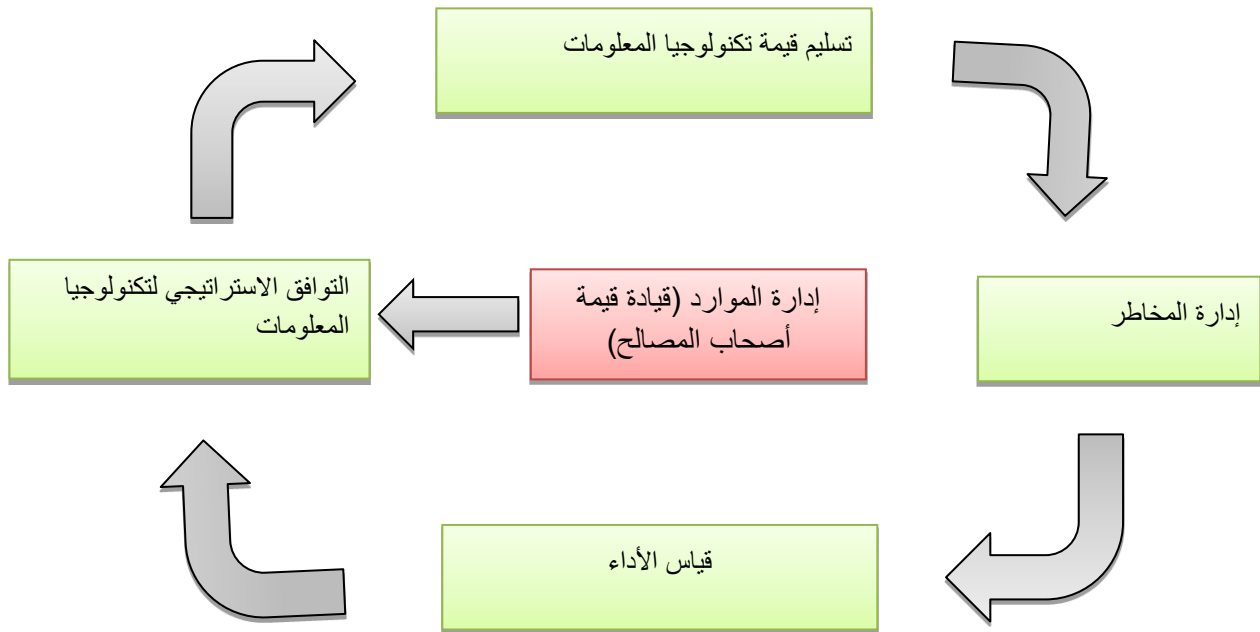 تسليم قيمة تكنولوجيا المعلومات
إدارة المخاطر
إدارة الموارد (قيادة قيمة
أصحاب المصالح)
التوافق الاستراتيجي لتكنولوجيا
المعلومات
قياس الأداء